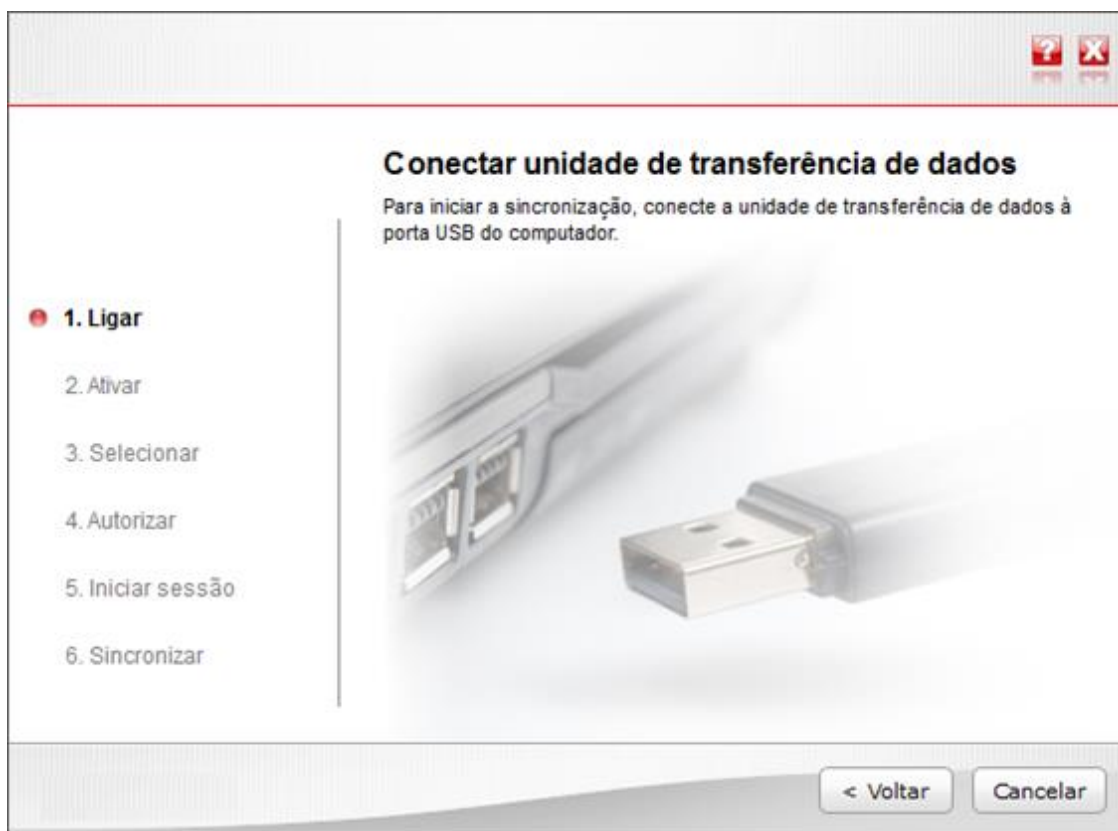 Conectar unidade de transferência de dados
Para iniciar a sincronização, conecte a unidade de transferência de dados à
porta USB do computador.
1. Ligar
2. Ativar
3. Selecionar
4. Autorizar
5. Iniciar sessão
6. Sincronizar
< Voltar
Cancelar